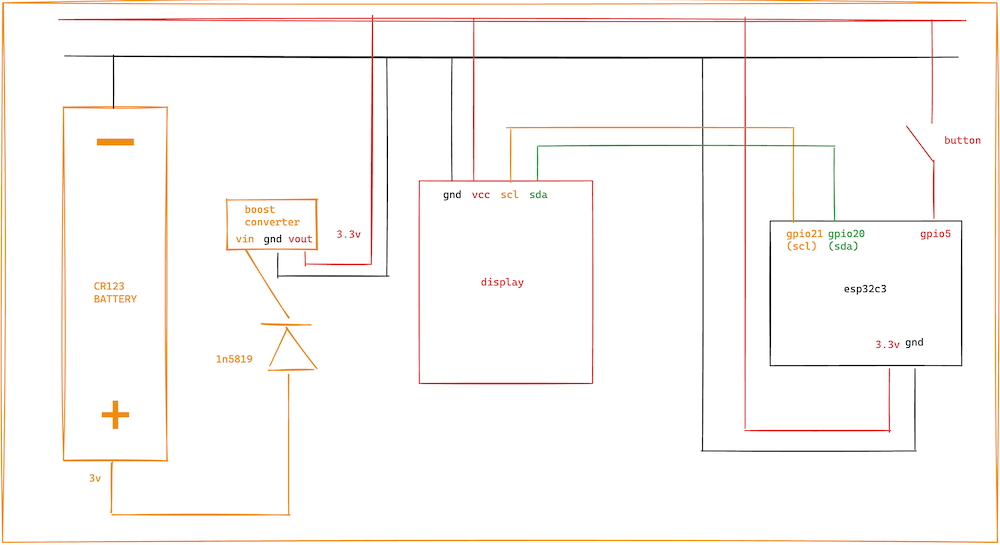 button
gnd vcc scl sda
boost
converter
vin gnd vout
3.3v
gpio21 gpio20 gpio5
(scl) (sda)
CR123
BATTERY
display
esp32c3
3.3v gnd
1n5819
3v